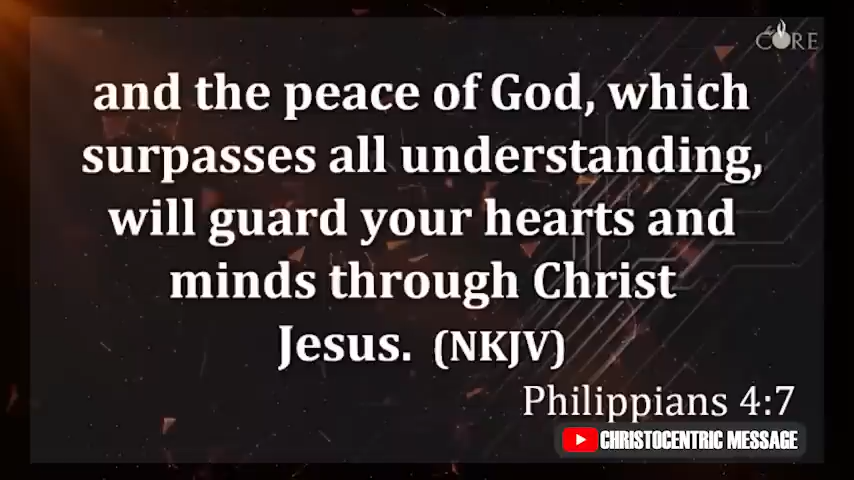 CORE
and the peace of God, which
surpasses all understanding,
will guard your hearts and
minds through Christ
Jesus. (NKJV)
Philippians 4:7
CHRISTOCENTRIC MESSAGE